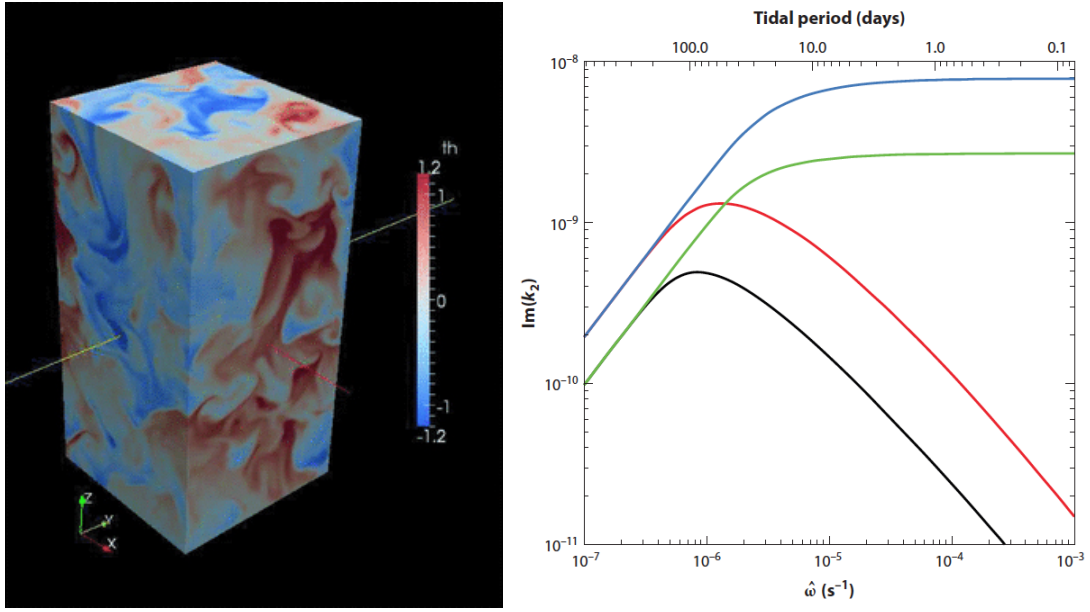 th
1.2
1
0
-1
-1.2
Z
Y
X
Tidal period (days)
100.0 10.0 1.0 0.1
10⁻⁸
10⁻⁹
10⁻¹⁰
10⁻¹¹
Im(k₂)
10⁻⁷ 10⁻⁶ 10⁻⁵ 10⁻⁴ 10⁻³
ω̂ (s⁻¹)